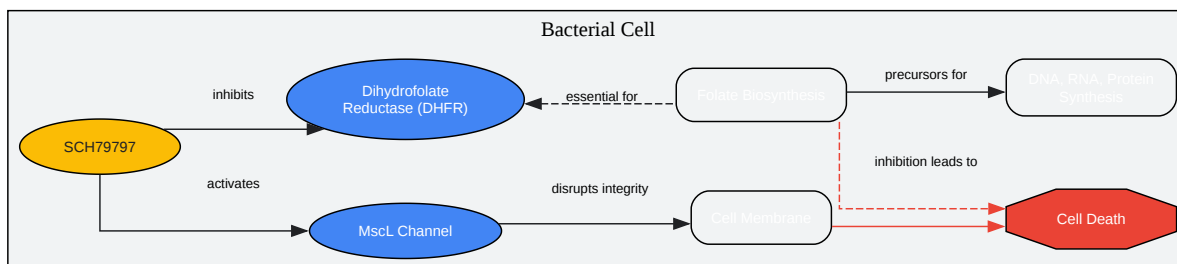 Bacterial Cell
SCH79797
inhibits
activates
Dihydrofolate
Reductase (DHFR)
MscL Channel
essential for
disrupts integrity
Folate Biosynthesis
Cell Membrane
precursors for
inhibition leads to
DNA, RNA, Protein
Synthesis
Cell Death